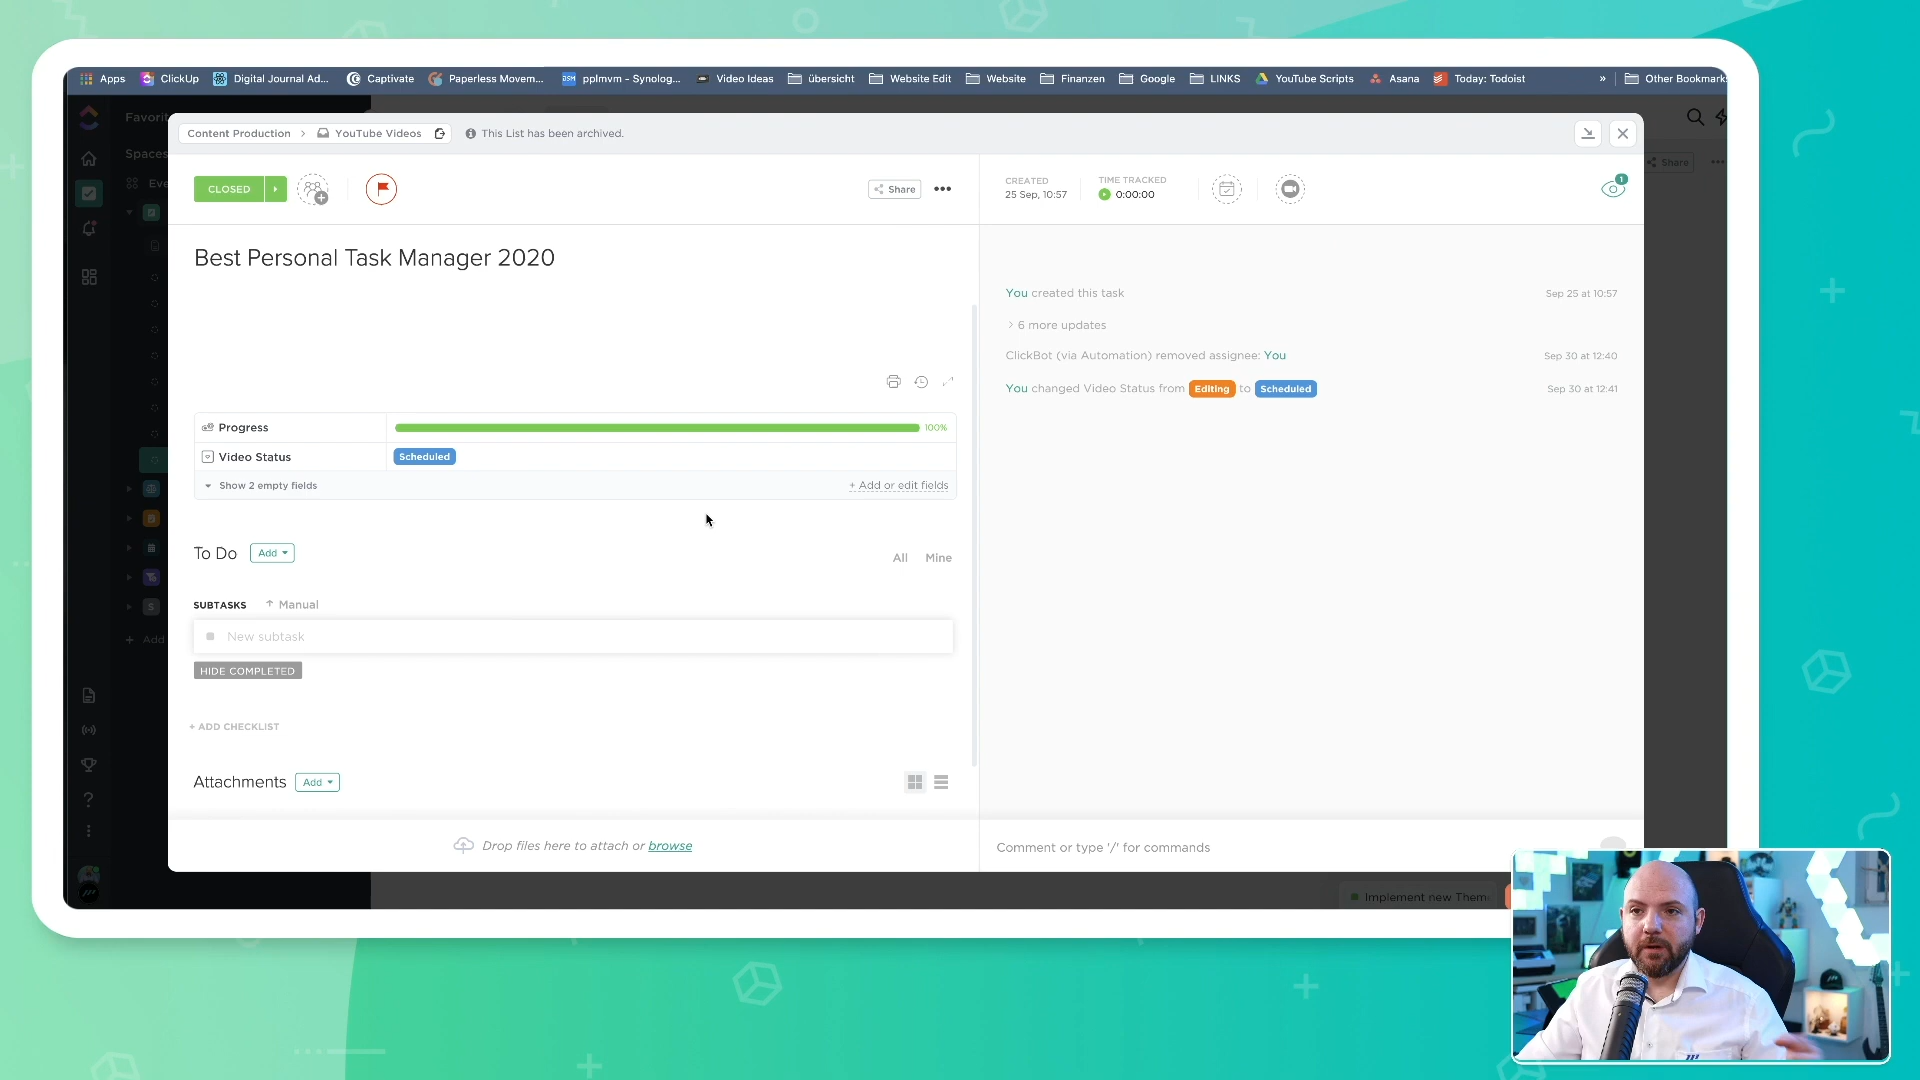 Apps ClickUp Digital Journal Ad... Captivate Paperless Movem... DSM pplmvm - Synolog... Video Ideas übersicht Website Edit Website Finanzen Google LINKS YouTube Scripts Asana Today: Todoist » Other Bookmarks
Favorit
Content Production > YouTube Videos This List has been archived.
Spaces
Share
Eve
CLOSED
Share
CREATED
25 Sep, 10:57
TIME TRACKED
0:00:00
1
Best Personal Task Manager 2020
You created this task Sep 25 at 10:57
> 6 more updates
ClickBot (via Automation) removed assignee: You Sep 30 at 12:40
You changed Video Status from Editing to Scheduled Sep 30 at 12:41
Progress 100%
Video Status Scheduled
Show 2 empty fields + Add or edit fields
To Do Add All Mine
SUBTASKS Manual
New subtask
+ Add
HIDE COMPLETED
+ ADD CHECKLIST
Attachments Add
Drop files here to attach or browse
Comment or type '/' for commands
Implement new Them